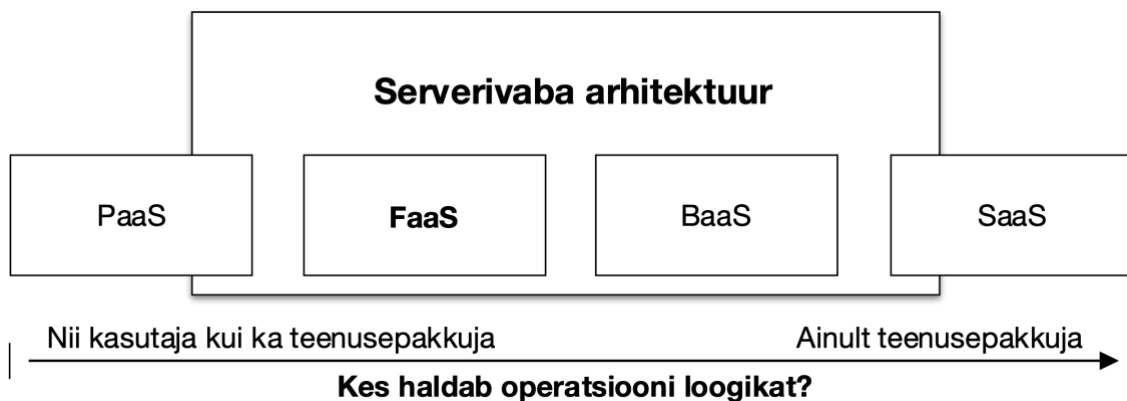 Serverivaba arhitektuur
PaaS FaaS BaaS SaaS
Nii kasutaja kui ka teenusepakkuja Ainult teenusepakkuja
Kes haldab operatsiooni loogikat?